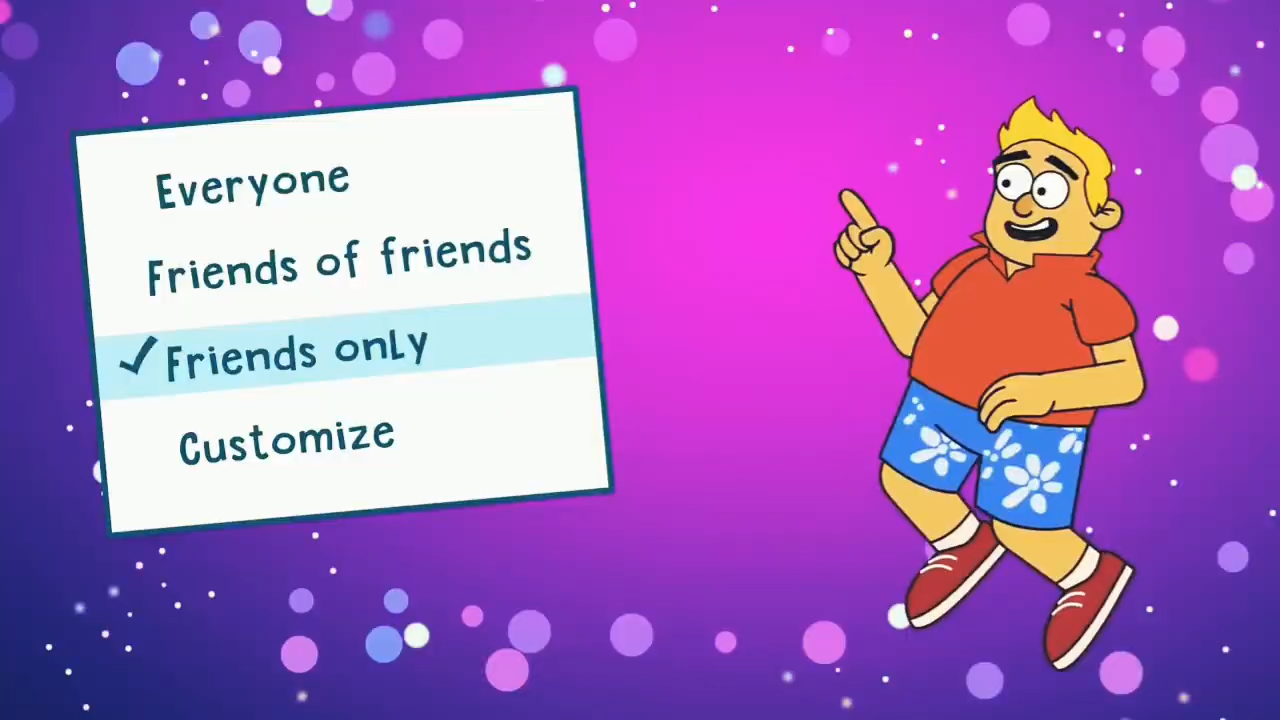 Everyone
Friends of friends
Friends only
Customize